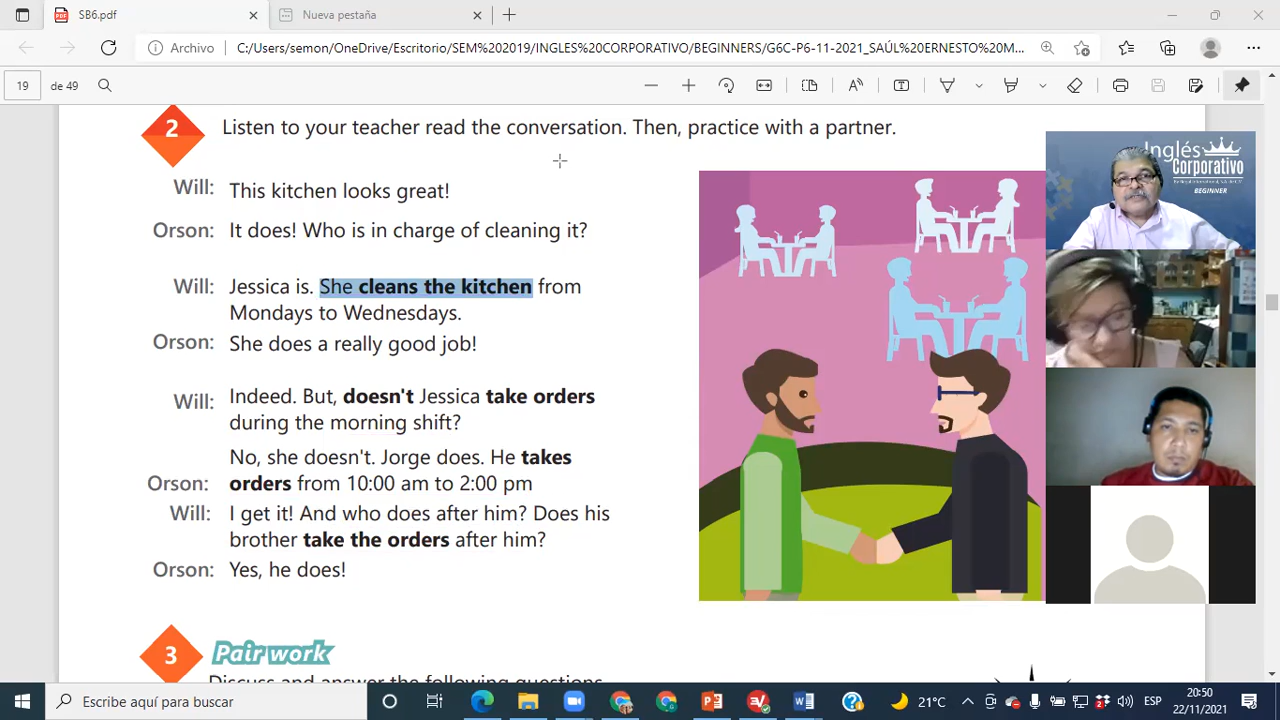 SB6.pdf
Nueva pestaña
Archivo
C:/Users/semon/OneDrive/Escritorio/SEM%202019/INGLES%20CORPORATIVO/BEGINNERS/G6C-P6-11-2021_SAÚL%20ERNESTO%20M...
19 de 49
2 Listen to your teacher read the conversation. Then, practice with a partner.
Will: This kitchen looks great!
Orson: It does! Who is in charge of cleaning it?
Will: Jessica is. She cleans the kitchen from
Mondays to Wednesdays.
Orson: She does a really good job!
Will: Indeed. But, doesn't Jessica take orders
during the morning shift?
No, she doesn't. Jorge does. He takes
Orson: orders from 10:00 am to 2:00 pm
Will: I get it! And who does after him? Does his
brother take the orders after him?
Orson: Yes, he does!
3 Pair work
Discuss and answer the following questions
Inglés
Corporativo
BEGINNER
Escribe aquí para buscar
21°C
ESP
20:50
22/11/2021